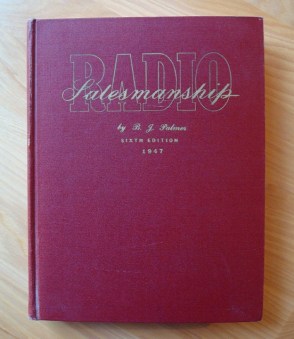 RADIO
Salesmanship
by B. J. Palmer
SIXTH EDITION
1947